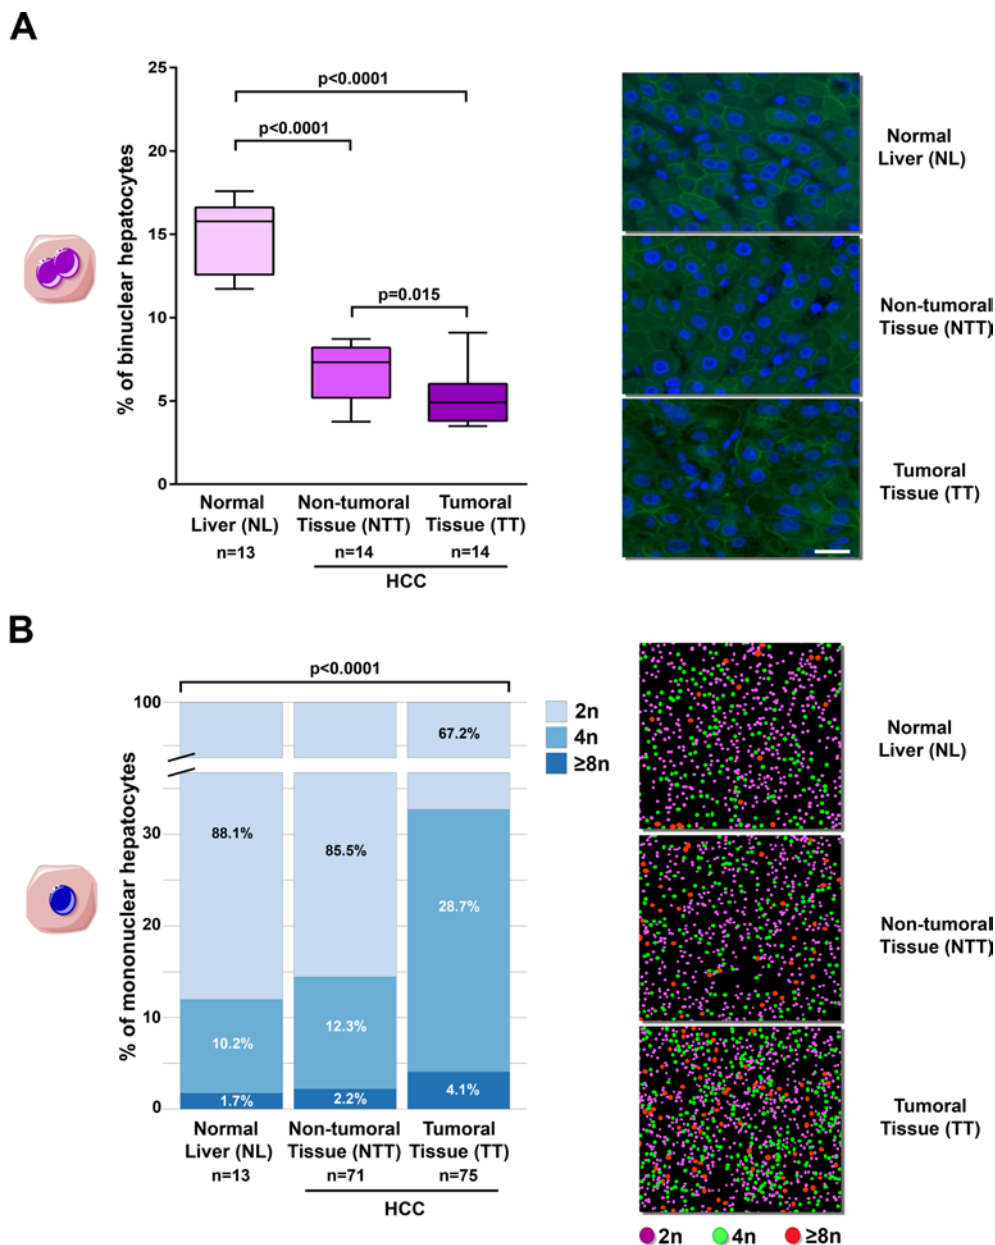 A
25
20
15
10
5
0
% of binuclear hepatocytes
p<0.0001
p<0.0001
p=0.015
Normal
Liver (NL)
n=13
Non-tumoral
Tissue (NTT)
n=14
Tumoral
Tissue (TT)
n=14
HCC
Normal
Liver (NL)
Non-tumoral
Tissue (NTT)
Tumoral
Tissue (TT)
B
p<0.0001
100
30
20
10
0
% of mononuclear hepatocytes
88.1%
10.2%
1.7%
85.5%
12.3%
2.2%
67.2%
28.7%
4.1%
2n
4n
≥8n
Normal
Liver (NL)
n=13
Non-tumoral
Tissue (NTT)
n=71
Tumoral
Tissue (TT)
n=75
HCC
Normal
Liver (NL)
Non-tumoral
Tissue (NTT)
Tumoral
Tissue (TT)
2n
4n
≥8n